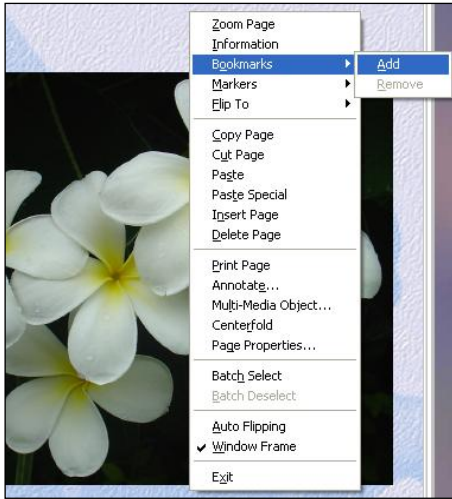 Zoom Page
Information
Bookmarks
Add
Markers
Remove
Flip To
Copy Page
Cut Page
Paste
Paste Special
Insert Page
Delete Page
Print Page
Annotate...
Multi-Media Object...
Centerfold
Page Properties...
Batch Select
Batch Deselect
Auto Flipping
Window Frame
Exit